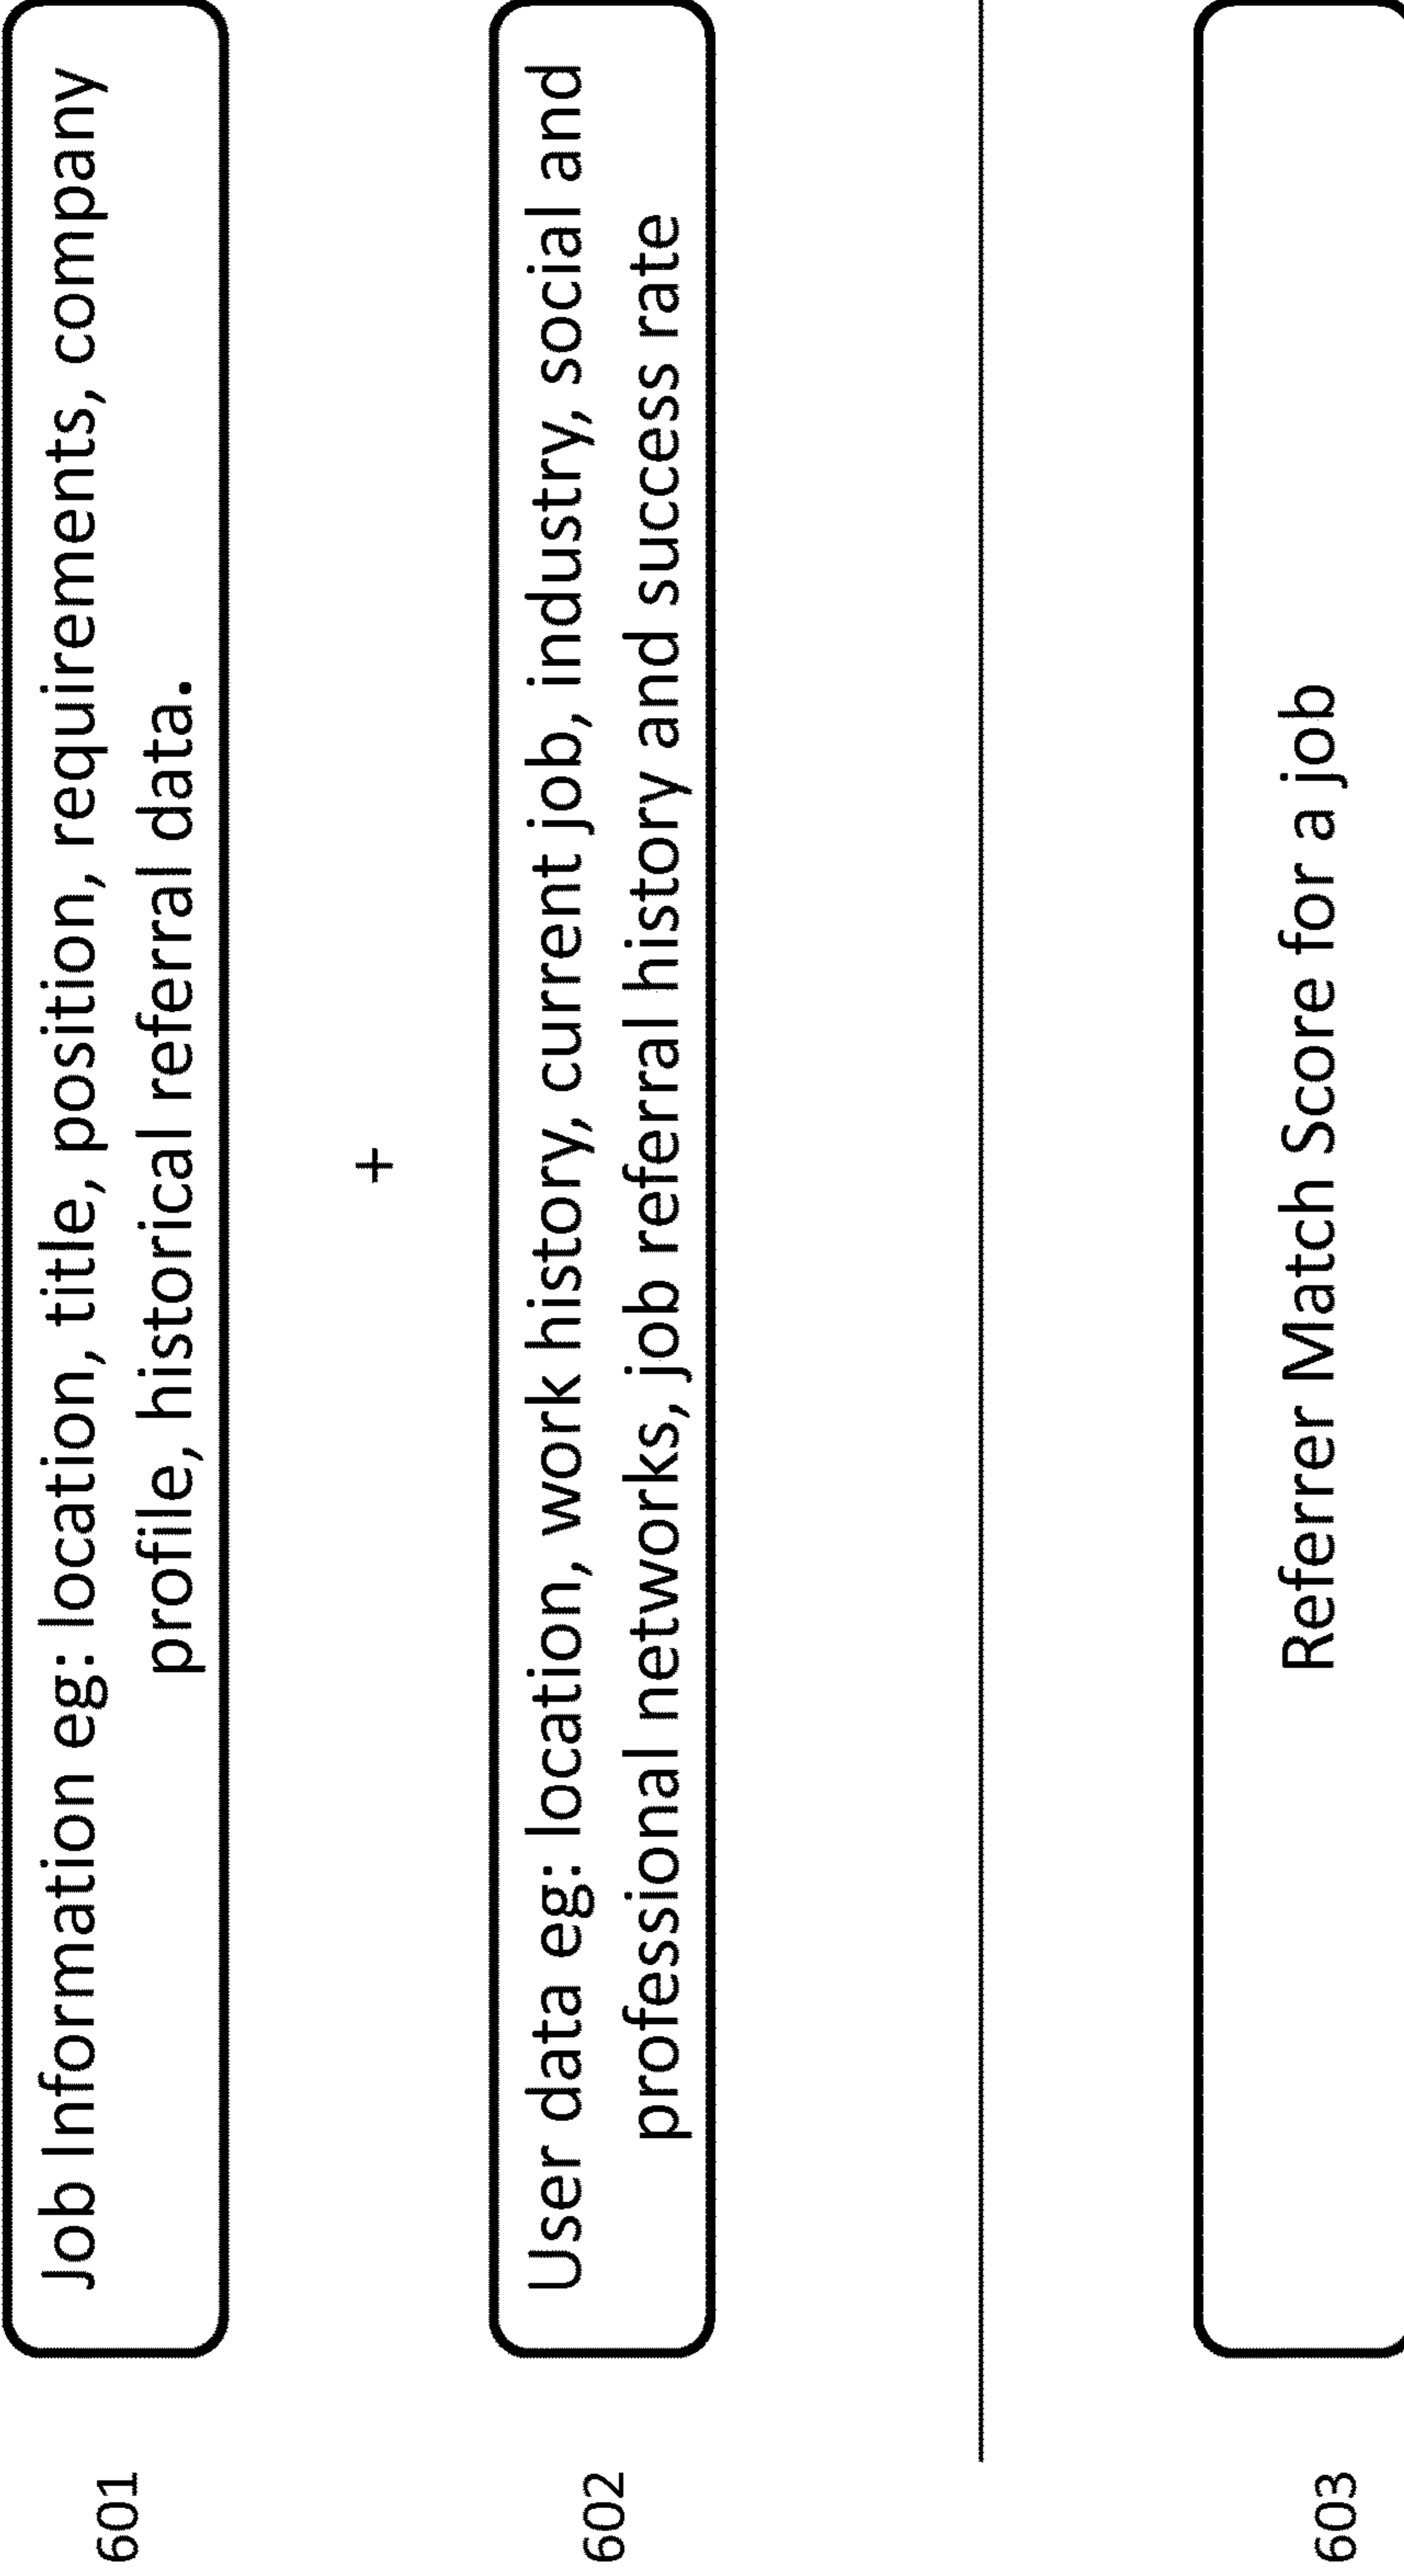 601
Job Information eg: location, title, position, requirements, company
profile, historical referral data.
+
602
User data eg: location, work history, current job, industry, social and
professional networks, job referral history and success rate
603
Referrer Match Score for a job